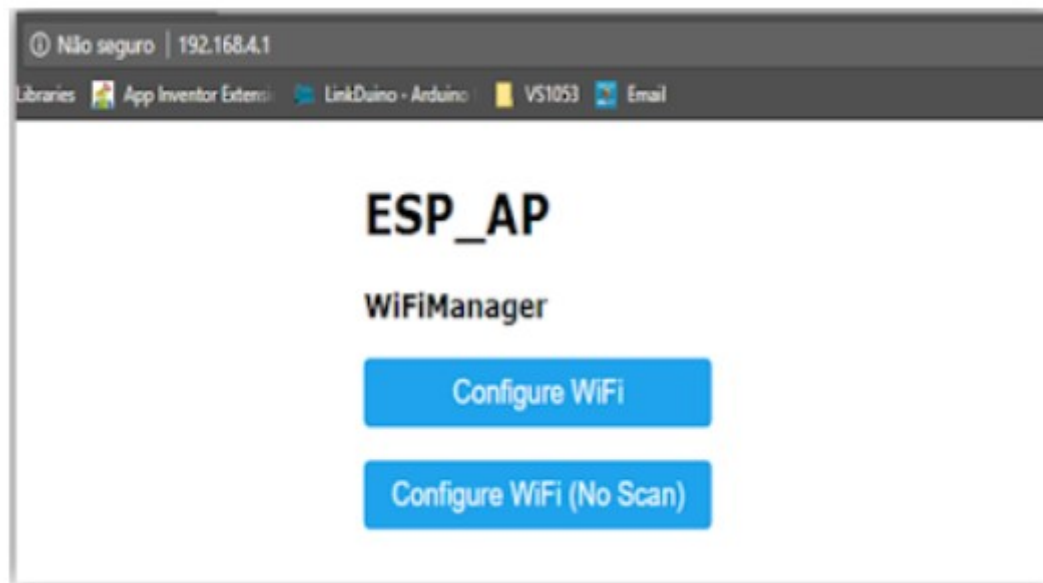 Não seguro | 192.168.4.1
Libraries App Inventor Extensi LinkDuino - Arduino VS1053 Email
ESP_AP
WiFiManager
Configure WiFi
Configure WiFi (No Scan)